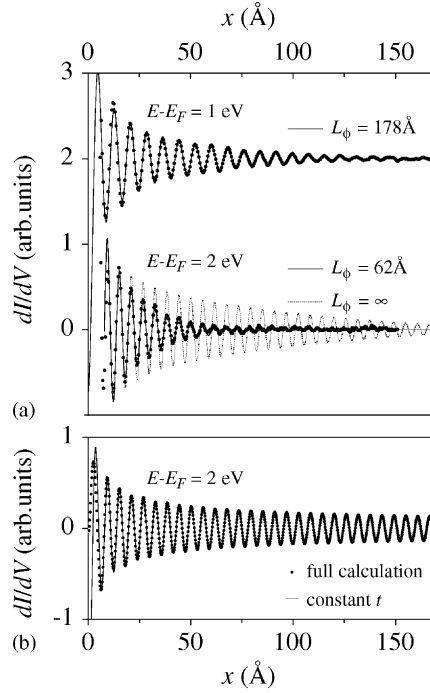 x (Å)
0 50 100 150
3
E-E_F = 1 eV
L_ϕ = 178Å
2
dI/dV (arb.units)
1
E-E_F = 2 eV
L_ϕ = 62Å
L_ϕ = ∞
0
(a)
1
E-E_F = 2 eV
dI/dV (arb.units)
0
full calculation
constant t
-1
(b)
0 50 100 150
x (Å)